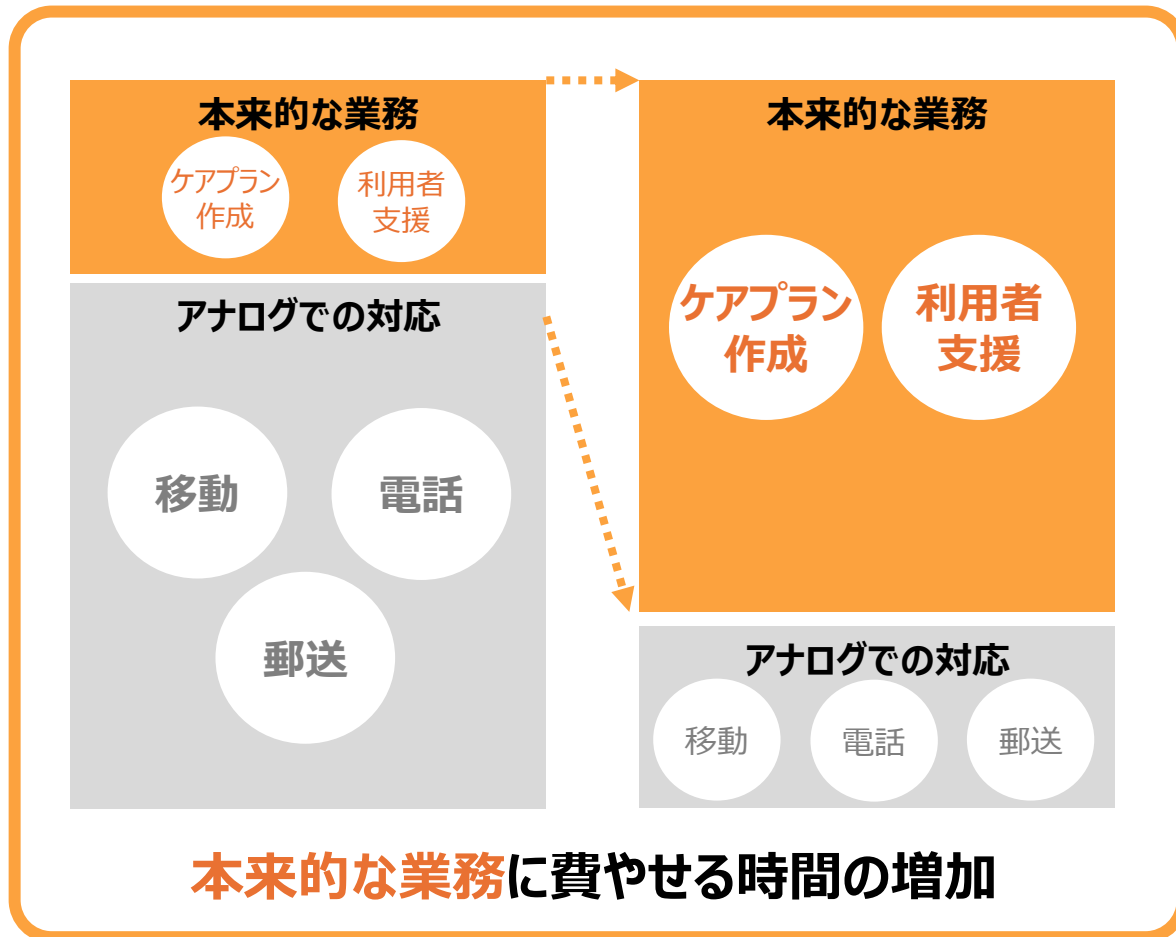 本来的な業務
ケアプラン
作成
利用者
支援
アナログでの対応
移動
電話
郵送
本来的な業務
ケアプラン
作成
利用者
支援
アナログでの対応
移動
電話
郵送
本来的な業務に費やせる時間の増加